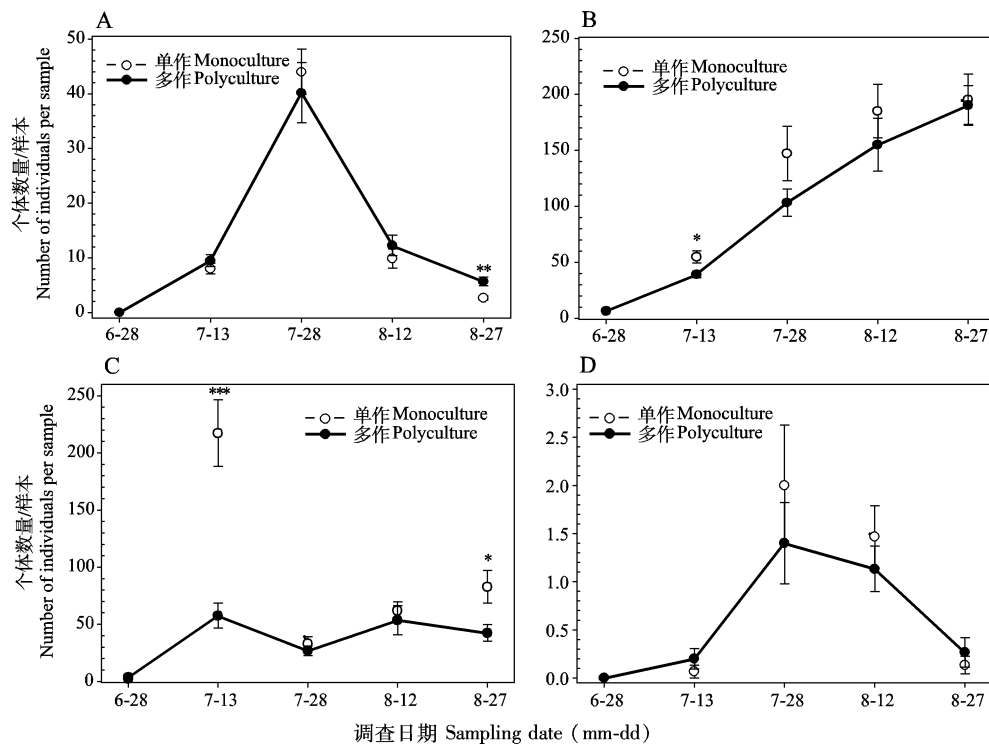 A
50
40
30
20
10
0
个体数量/样本
Number of individuals per sample
单作 Monoculture
多作 Polyculture
**
6-28 7-13 7-28 8-12 8-27
B
250
200
150
100
50
0
单作 Monoculture
多作 Polyculture
*
6-28 7-13 7-28 8-12 8-27
C
250
200
150
100
50
0
个体数量/样本
Number of individuals per sample
***
单作 Monoculture
多作 Polyculture
*
6-28 7-13 7-28 8-12 8-27
D
3.0
2.5
2.0
1.5
1.0
0.5
0.0
单作 Monoculture
多作 Polyculture
6-28 7-13 7-28 8-12 8-27
调查日期 Sampling date (mm-dd)